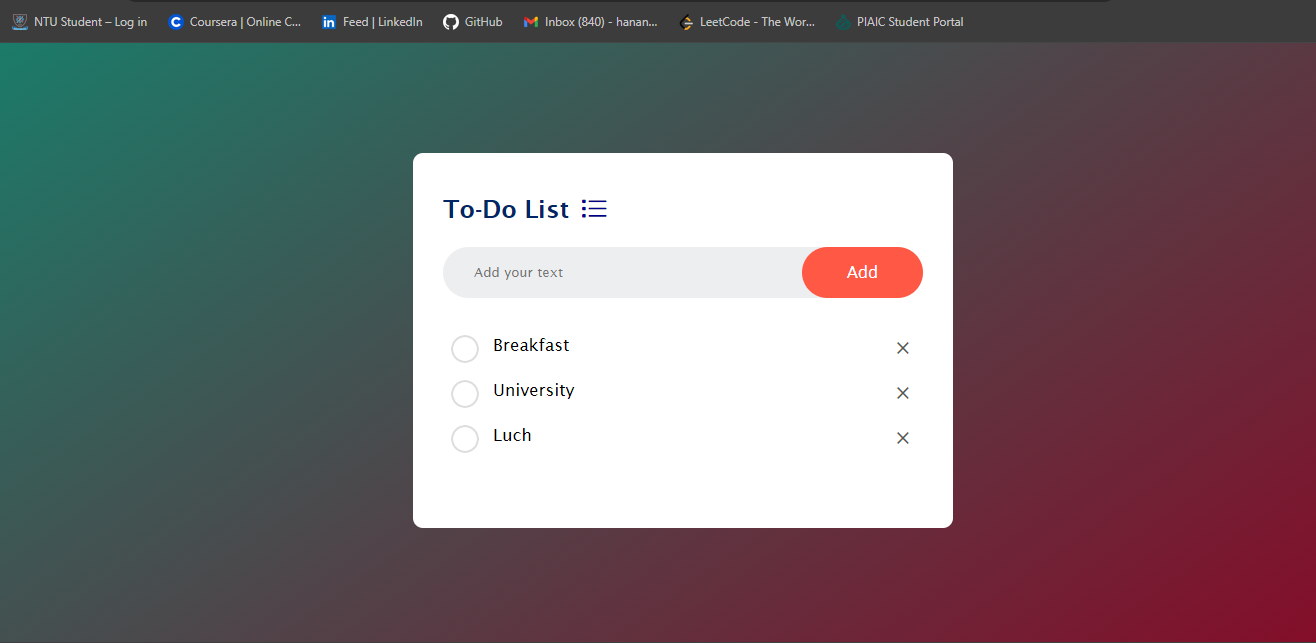 NTU Student – Log in
Coursera | Online C...
Feed | LinkedIn
GitHub
Inbox (840) - hanan...
LeetCode - The Wor...
PIAIC Student Portal
To-Do List
Add your text
Add
Breakfast
University
Luch